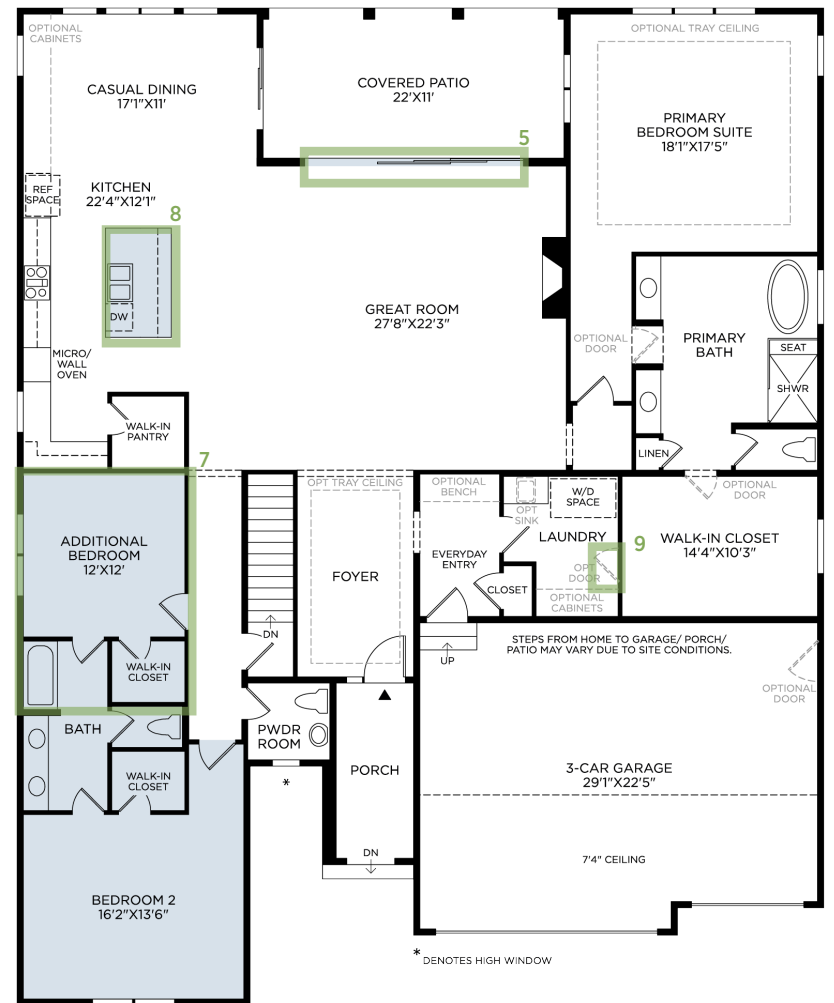 OPTIONAL
CABINETS
CASUAL DINING
17'1"X11'
COVERED PATIO
22'X11'
OPTIONAL TRAY CEILING
PRIMARY
BEDROOM SUITE
18'1"X17'5"
5
REF
SPACE
KITCHEN
22'4"X12'1"
8
DW
MICRO/
WALL
OVEN
GREAT ROOM
27'8"X22'3"
OPTIONAL
DOOR
PRIMARY
BATH
SEAT
SHWR
WALK-IN
PANTRY
LINEN
7
OPT TRAY CEILING
OPTIONAL
BENCH
OPT
SINK
W/D
SPACE
OPTIONAL
DOOR
ADDITIONAL
BEDROOM
12'X12'
FOYER
EVERYDAY
ENTRY
LAUNDRY
9
WALK-IN CLOSET
14'4"X10'3"
OPT
DOOR
CLOSET
OPTIONAL
CABINETS
DN
UP
STEPS FROM HOME TO GARAGE/ PORCH/
PATIO MAY VARY DUE TO SITE CONDITIONS.
WALK-IN
CLOSET
OPTIONAL
DOOR
BATH
PWDR
ROOM
WALK-IN
CLOSET
*
PORCH
3-CAR GARAGE
29'1"X22'5"
DN
7'4" CEILING
BEDROOM 2
16'2"X13'6"
* DENOTES HIGH WINDOW